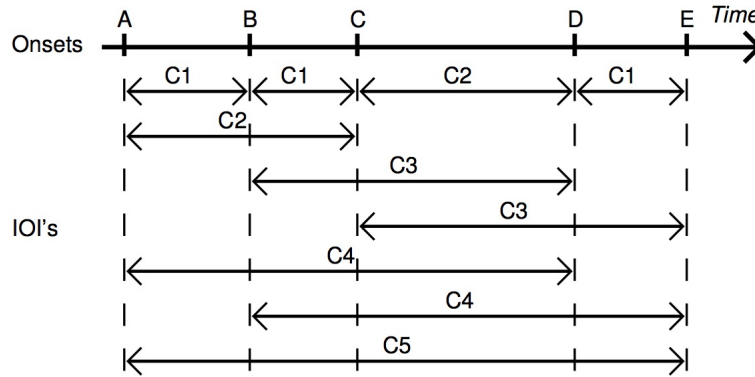 A B C D E Time
Onsets
C1 C1 C2 C1
C2
C3
C3
IOI's
C4
C4
C5